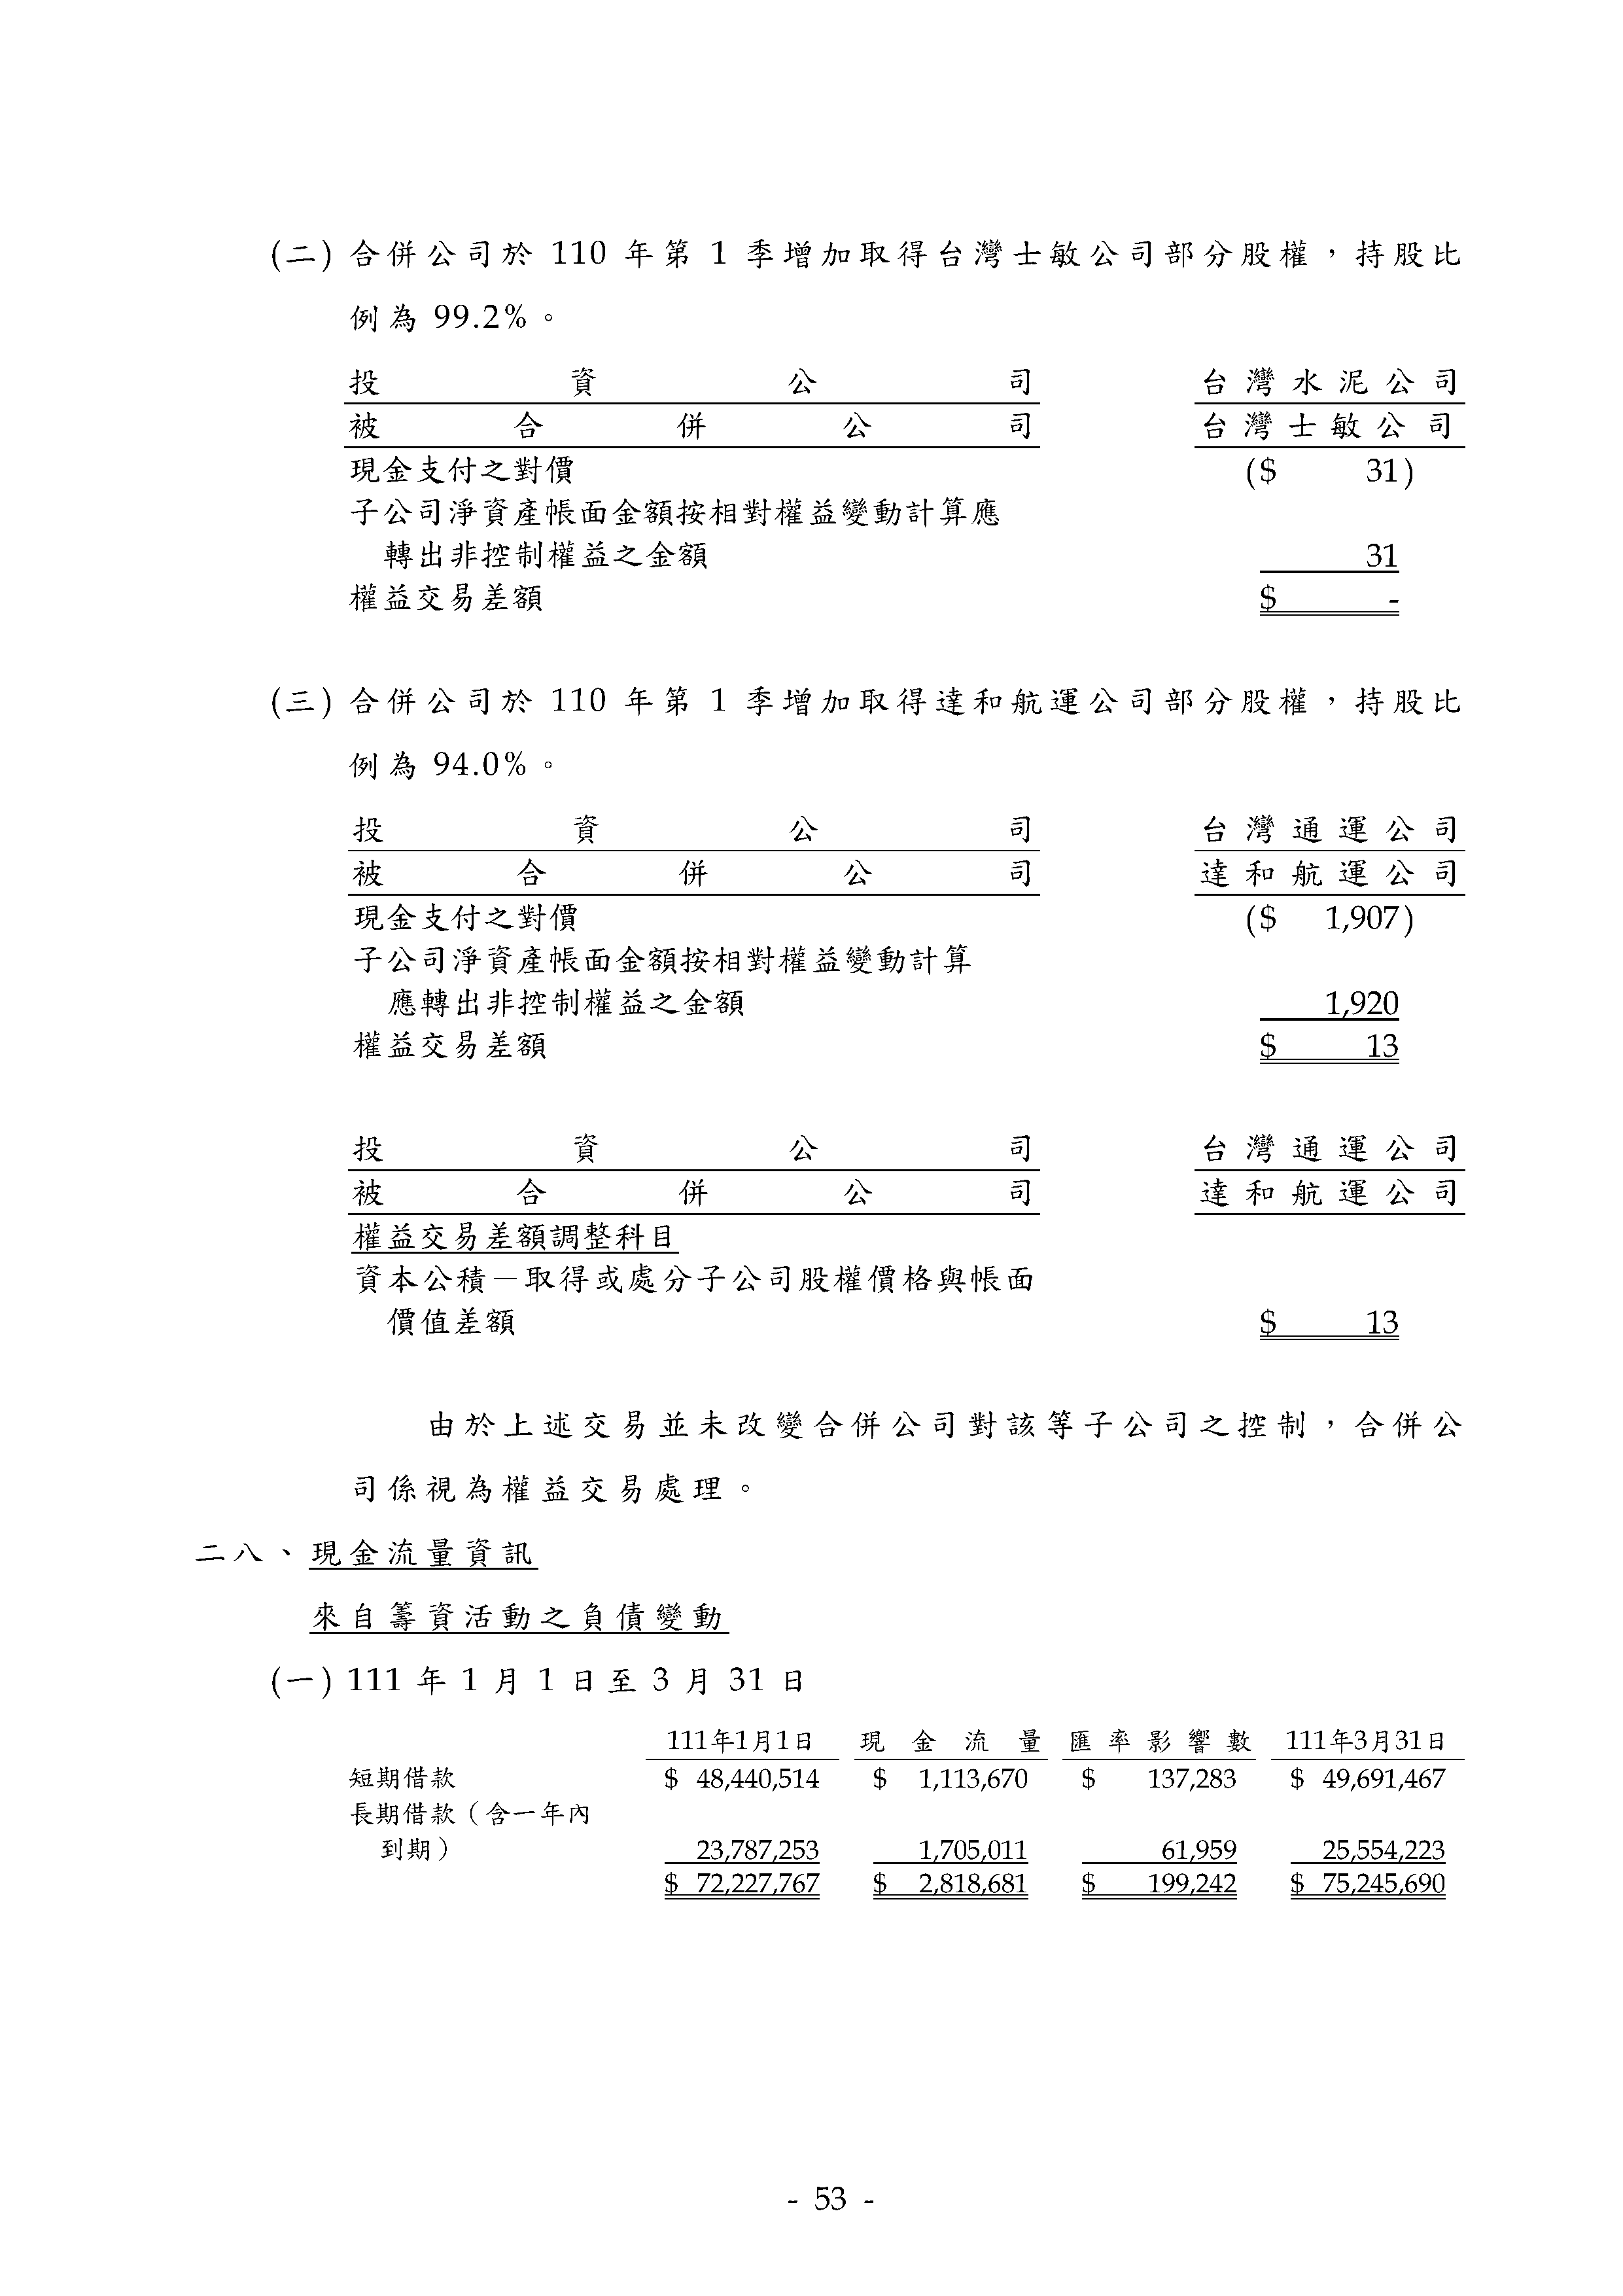 (二) 合併公司於 110 年第 1 季增加取得台灣士敏公司部分股權，持股比
例為 99.2%。
投資公司 台灣水泥公司
被合併公司 台灣士敏公司
現金支付之對價 ($ 31)
子公司淨資產帳面金額按相對權益變動計算應
轉出非控制權益之金額 31
權益交易差額 $ -
(三) 合併公司於 110 年第 1 季增加取得達和航運公司部分股權，持股比
例為 94.0%。
投資公司 台灣通運公司
被合併公司 達和航運公司
現金支付之對價 ($ 1,907)
子公司淨資產帳面金額按相對權益變動計算
應轉出非控制權益之金額 1,920
權益交易差額 $ 13
投資公司 台灣通運公司
被合併公司 達和航運公司
權益交易差額調整科目
資本公積－取得或處分子公司股權價格與帳面
價值差額 $ 13
由於上述交易並未改變合併公司對該等子公司之控制，合併公
司係視為權益交易處理。
二八、現金流量資訊
來自籌資活動之負債變動
(一) 111 年 1 月 1 日至 3 月 31 日
111年1月1日 現金流量 匯率影響數 111年3月31日
短期借款 $ 48,440,514 $ 1,113,670 $ 137,283 $ 49,691,467
長期借款（含一年內
到期） 23,787,253 1,705,011 61,959 25,554,223
$ 72,227,767 $ 2,818,681 $ 199,242 $ 75,245,690
- 53 -